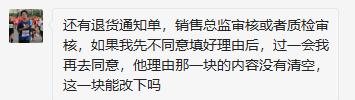 还有退货通知单，销售总监审核或者质检审
核，如果我先不同意填好理由后，过一会我
再去同意，他理由那一块的内容没有清空，
这一块能改下吗